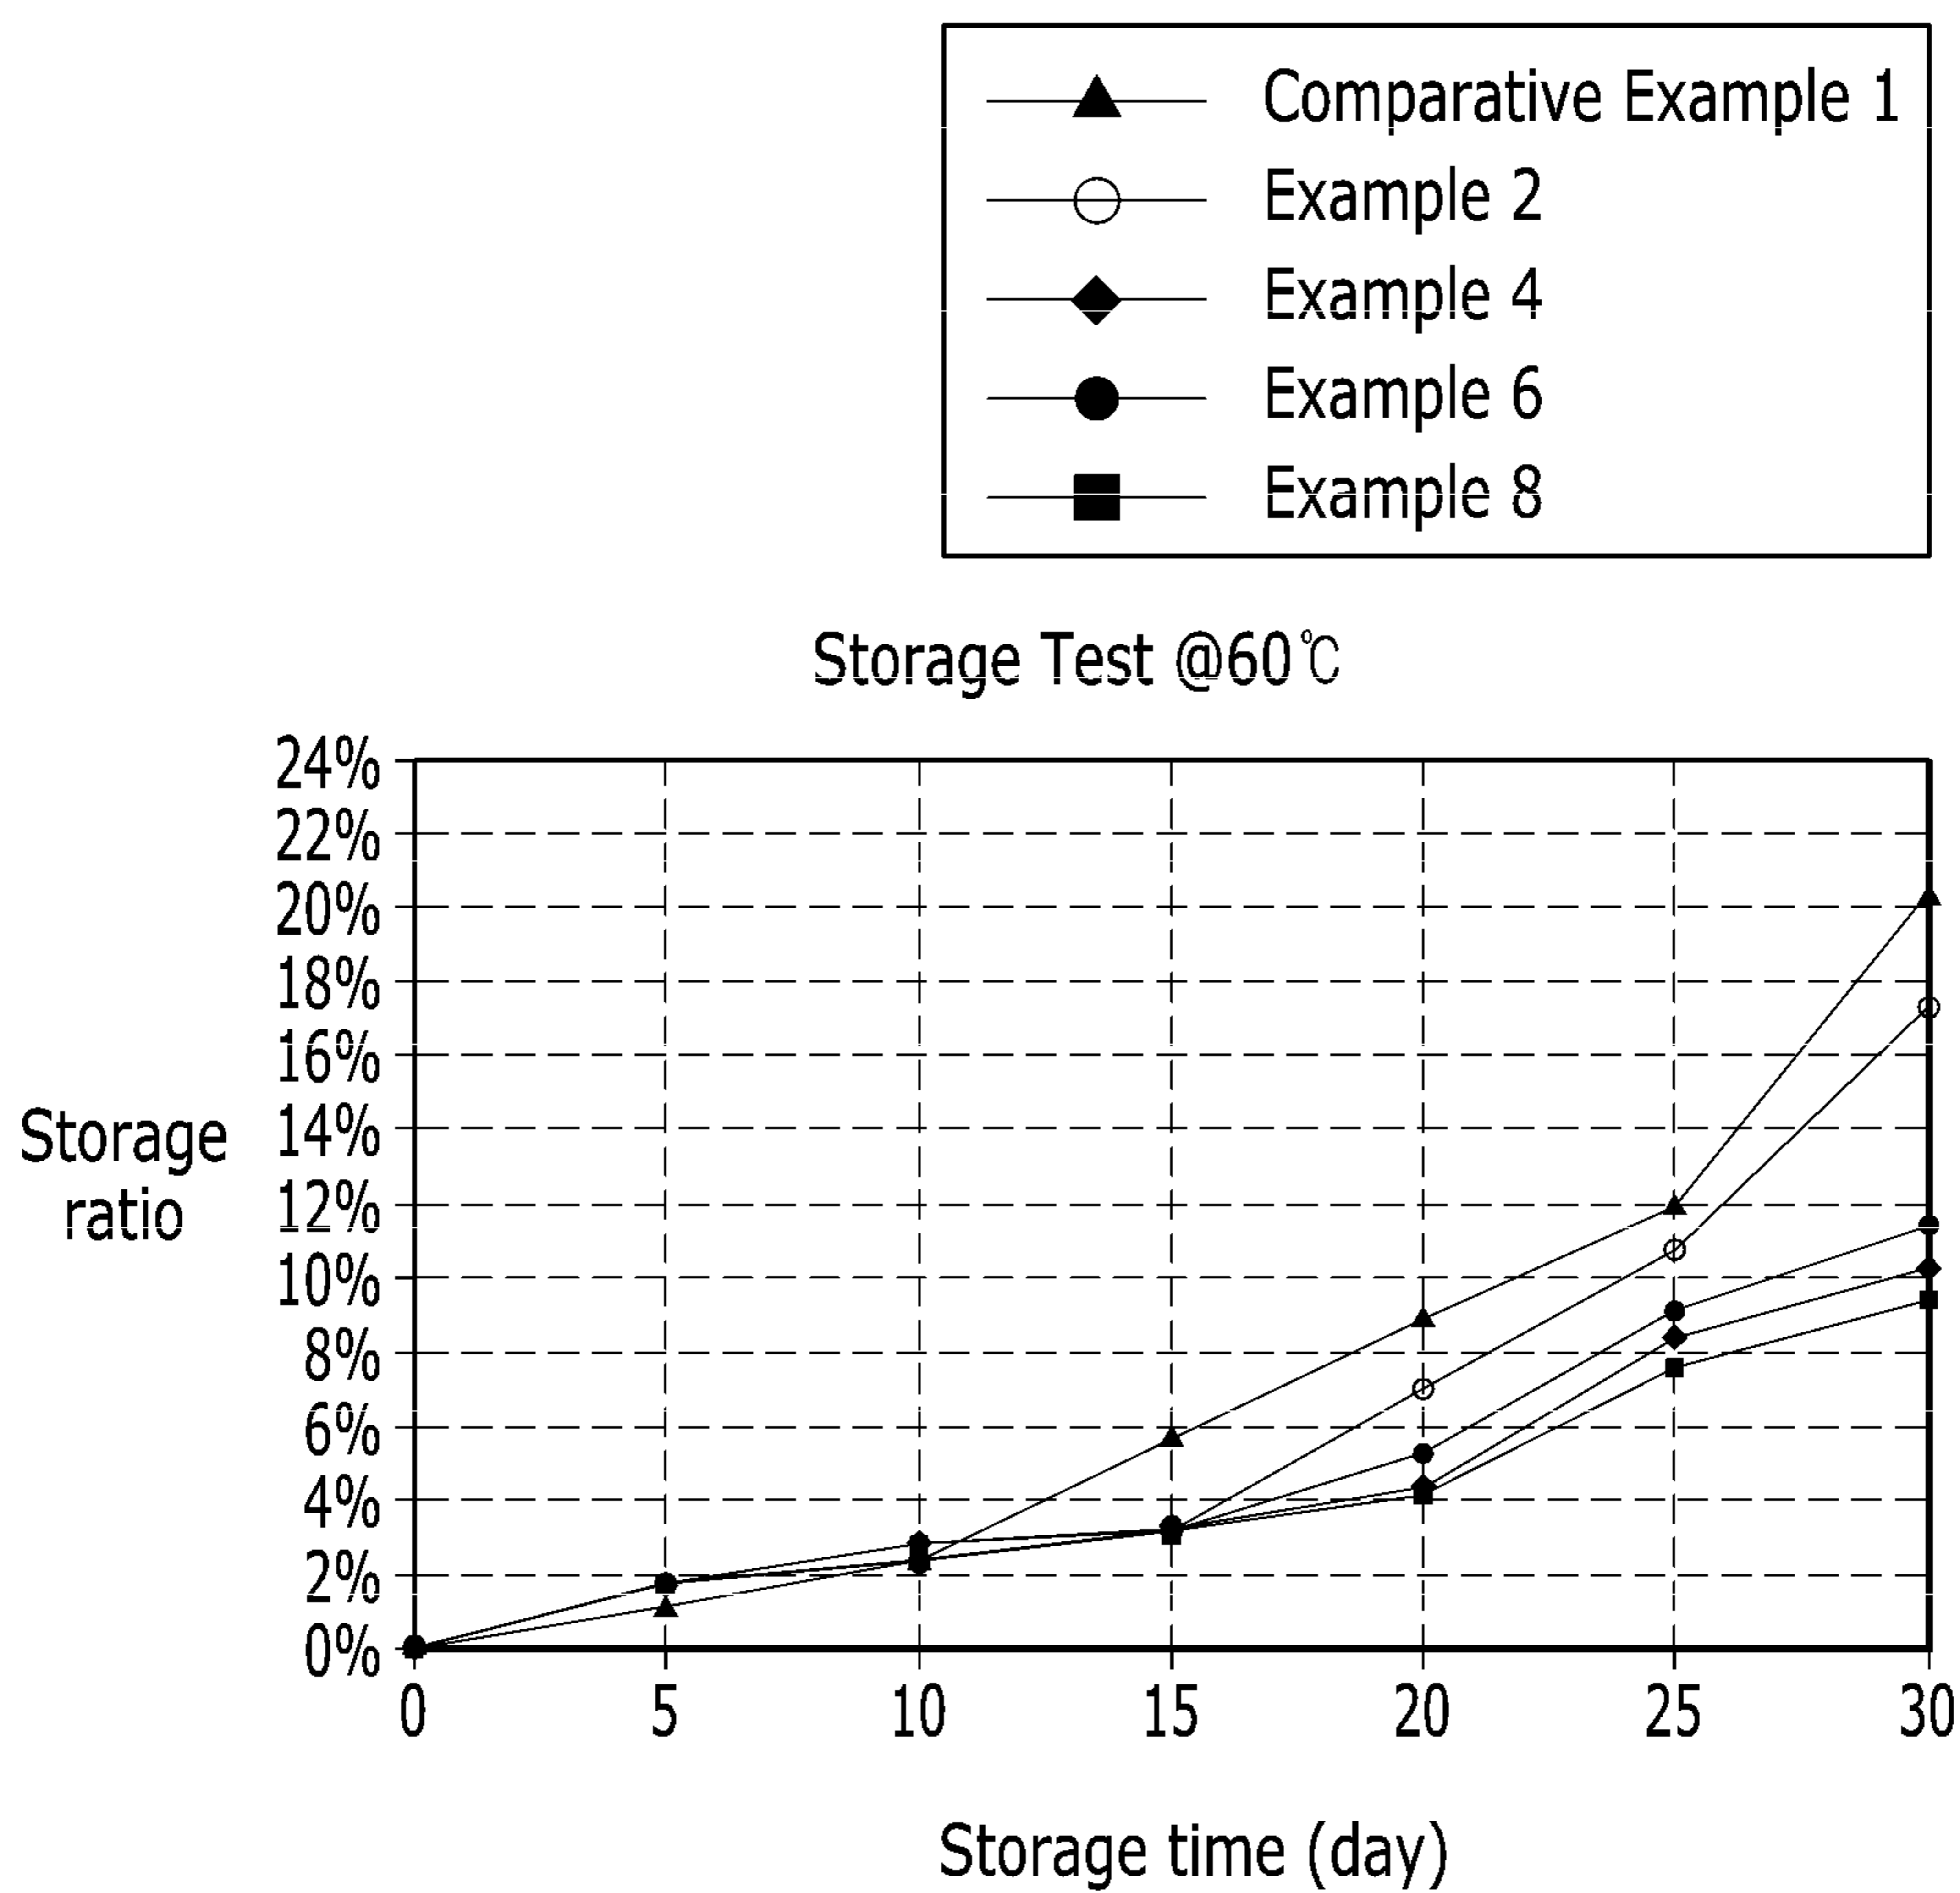 Comparative Example 1
Example 2
Example 4
Example 6
Example 8
Storage Test @60℃
24%
22%
20%
18%
16%
14%
12%
10%
8%
6%
4%
2%
0%
Storage
ratio
0 5 10 15 20 25 30
Storage time (day)